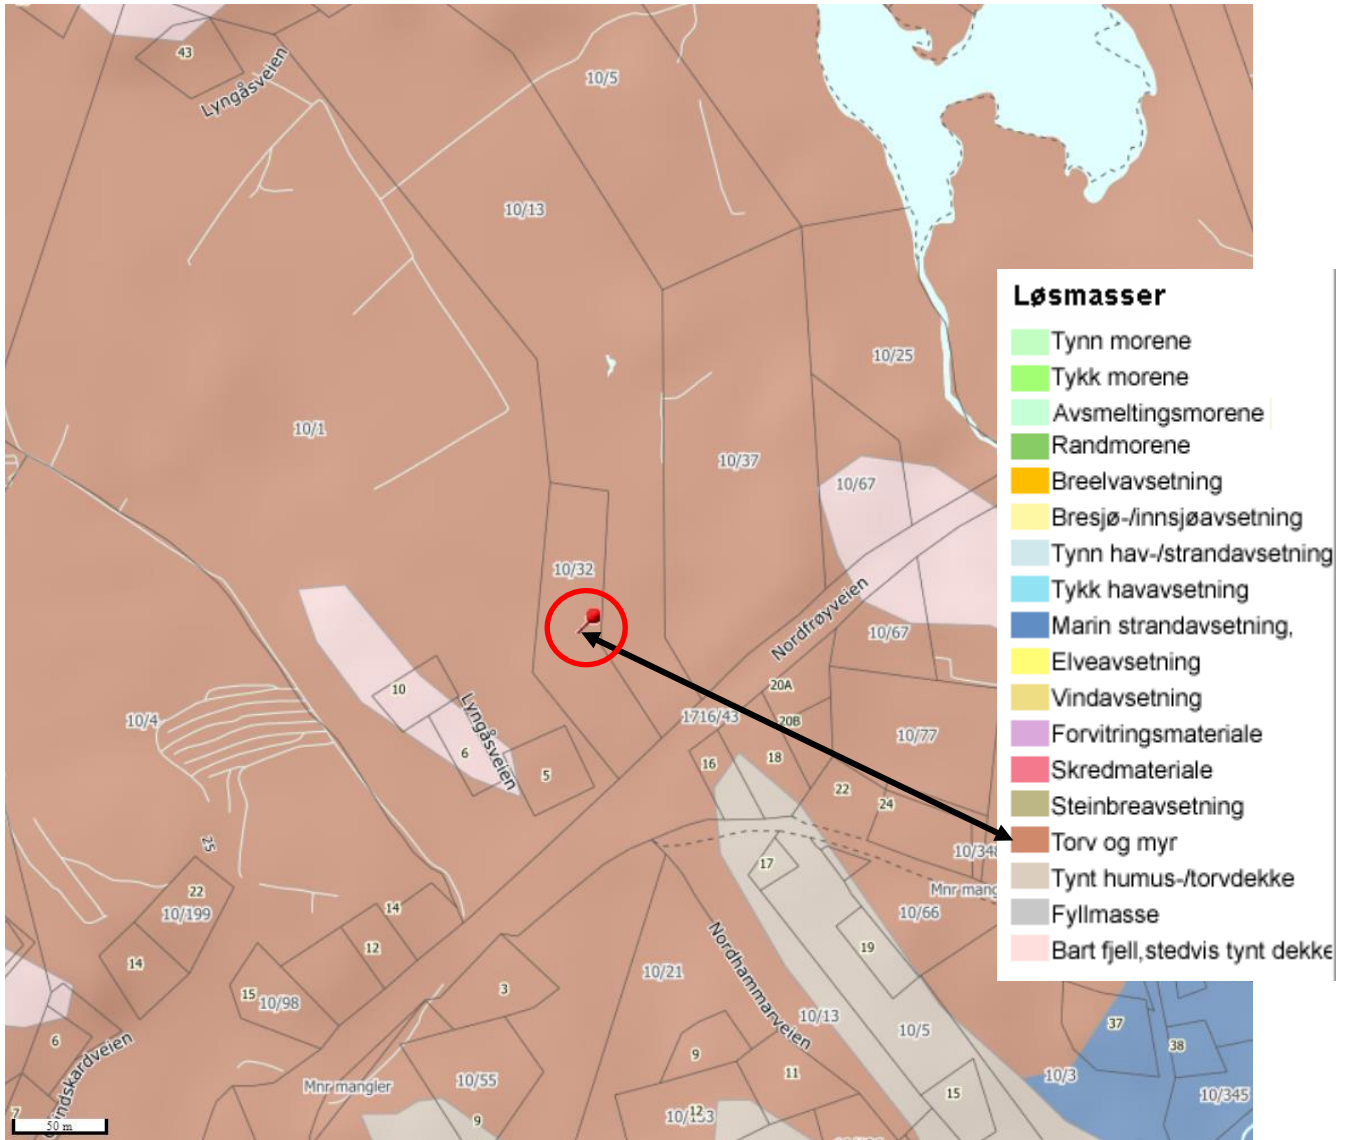 43
Lyngåsveien
10/5
10/13
10/25
Løsmasser
Tynn morene
Tykk morene
Avsmeltingsmorene
Randmorene
Breelvavsetning
Bresjø-/innsjøavsetning
Tynn hav-/strandavsetning
Tykk havavsetning
Marin strandavsetning,
Elveavsetning
Vindavsetning
Forvitringsmateriale
Skredmateriale
Steinbreavsetning
Torv og myr
Tynt humus-/torvdekke
Fyllmasse
Bart fjell,stedvis tynt dekke
10/1
10/37
10/67
10/32
Nordfrøyveien
10/67
10
20A
1716/43
20B
10/4
10/77
Lyngåsveien
6
5
16
18
22
24
25
10/348
17
22
Mnr mang
10/199
14
10/66
12
19
14
10/21
Nordhammarveien
15
10/98
3
10/13
10/5
37
6
38
9
Mnr mangler
10/55
11
10/3
15
10/345
7
50 m
9
12